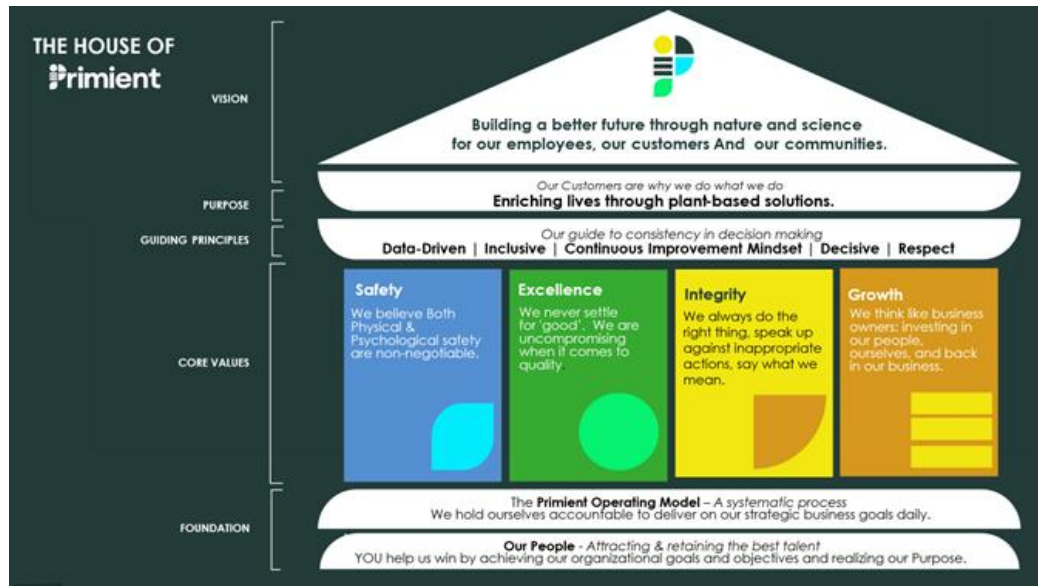 THE HOUSE OF
Primient
VISION
Building a better future through nature and science
for our employees, our customers And our communities.
PURPOSE
Our Customers are why we do what we do
Enriching lives through plant-based solutions.
GUIDING PRINCIPLES
Our guide to consistency in decision making
Data-Driven | Inclusive | Continuous Improvement Mindset | Decisive | Respect
CORE VALUES
Safety
We believe Both
Physical &
Psychological safety
are non-negotiable.
Excellence
We never settle
for ‘good’. We are
uncompromising
when it comes to
quality.
Integrity
We always do the
right thing, speak up
against inappropriate
actions, say what we
mean.
Growth
We think like business
owners: investing in
our people,
ourselves, and back
in our business.
FOUNDATION
The Primient Operating Model – A systematic process
We hold ourselves accountable to deliver on our strategic business goals daily.
Our People - Attracting & retaining the best talent
YOU help us win by achieving our organizational goals and objectives and realizing our Purpose.